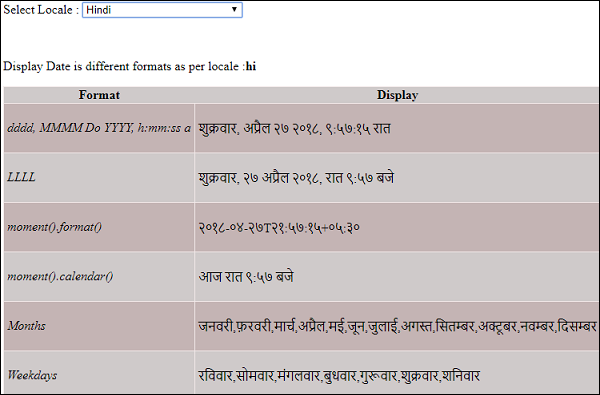 Select Locale : Hindi
Display Date is different formats as per locale :hi
Format Display
dddd, MMMM Do YYYY, h:mm:ss a शुक्रवार, अप्रैल २७ २०१८, ९:५७:१५ रात
LLLL शुक्रवार, २७ अप्रैल २०१८, रात ९:५७ बजे
moment().format() २०१८-०४-२७T२१:५७:१५+०५:३०
moment().calendar() आज रात ९:५७ बजे
Months जनवरी,फ़रवरी,मार्च,अप्रैल,मई,जून,जुलाई,अगस्त,सितम्बर,अक्टूबर,नवम्बर,दिसम्बर
Weekdays रविवार,सोमवार,मंगलवार,बुधवार,गुरूवार,शुक्रवार,शनिवार